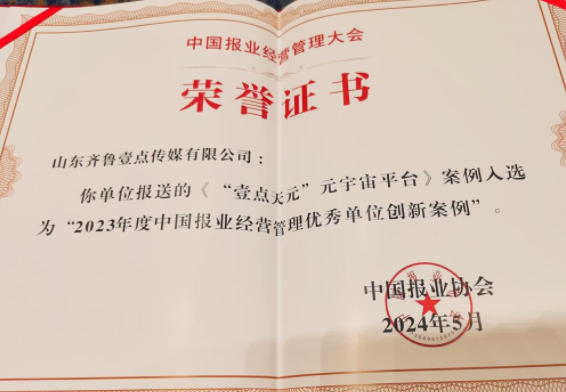 中国报业经营管理大会
荣誉证书
山东齐鲁壹点传媒有限公司：
你单位报送的《“壹点天元”元宇宙平台》案例入选
为“2023年度中国报业经营管理优秀单位创新案例”。
中国报业协会
2024年5月